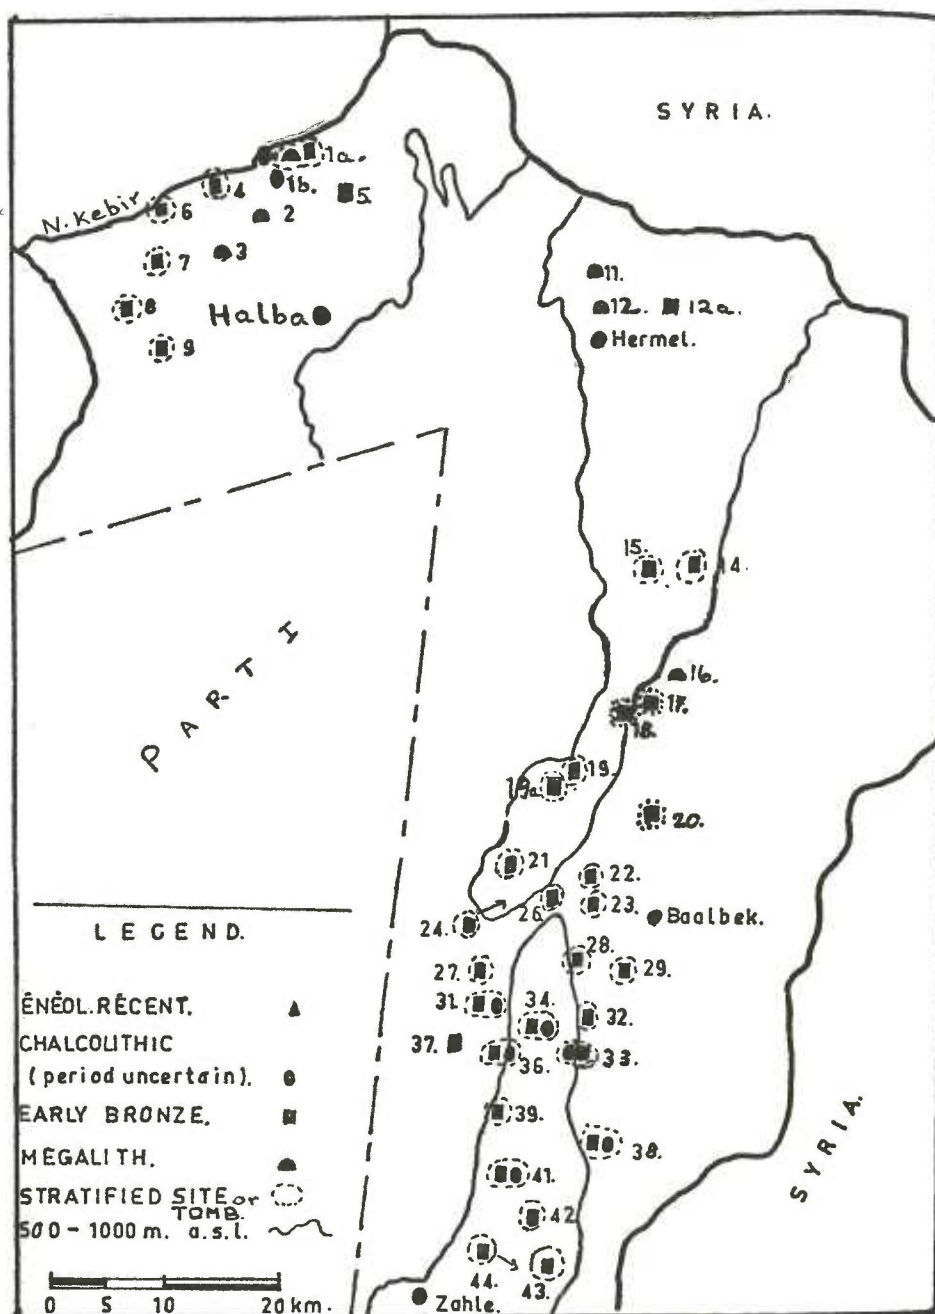 SYRIA.
1a.
1b.
N. Kebir
4
5.
6
2
3
7
8
9
Halba
11.
12. 12a.
Hermel.
15.
14.
PART I
16.
17.
18.
19.
19a
20.
21
22.
23.
24.
26.
Baalbek.
27.
28.
29.
31.
32.
33.
34.
36.
37.
38.
39.
41.
42.
43.
44.
Zahle.
SYRIA.
LEGEND.
ÉNÉOL.RÉCENT.
CHALCOLITHIC
(period uncertain).
EARLY BRONZE.
MEGALITH.
STRATIFIED SITE or
TOMB.
500-1000 m. a.s.l.
0 5 10 20 km.